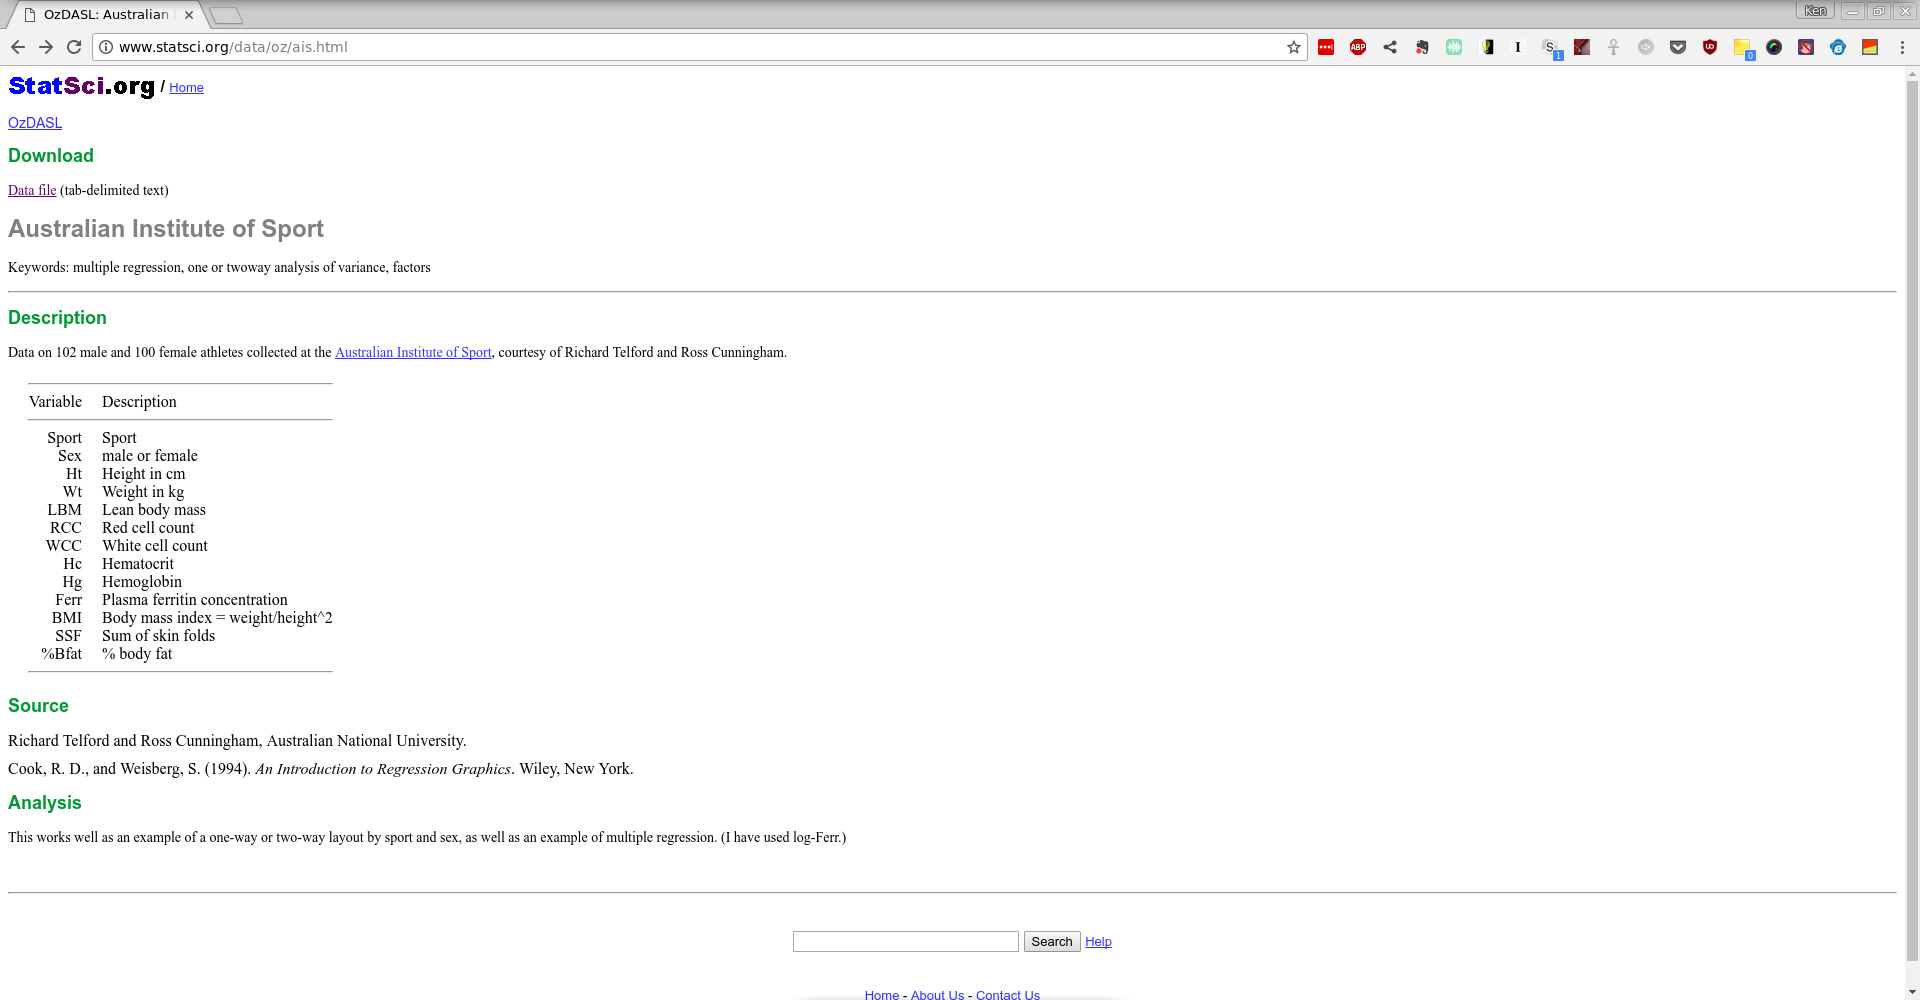 OzDASL: Australian
Ken
www.statsci.org/data/oz/ais.html
StatSci.org / Home
OzDASL
Download
Data file (tab-delimited text)
Australian Institute of Sport
Keywords: multiple regression, one or twoway analysis of variance, factors
Description
Data on 102 male and 100 female athletes collected at the Australian Institute of Sport, courtesy of Richard Telford and Ross Cunningham.
Variable Description
Sport Sport
Sex male or female
Ht Height in cm
Wt Weight in kg
LBM Lean body mass
RCC Red cell count
WCC White cell count
Hc Hematocrit
Hg Hemoglobin
Ferr Plasma ferritin concentration
BMI Body mass index = weight/height^2
SSF Sum of skin folds
%Bfat % body fat
Source
Richard Telford and Ross Cunningham, Australian National University.
Cook, R. D., and Weisberg, S. (1994). An Introduction to Regression Graphics. Wiley, New York.
Analysis
This works well as an example of a one-way or two-way layout by sport and sex, as well as an example of multiple regression. (I have used log-Ferr.)
Search Help
Home - About Us - Contact Us